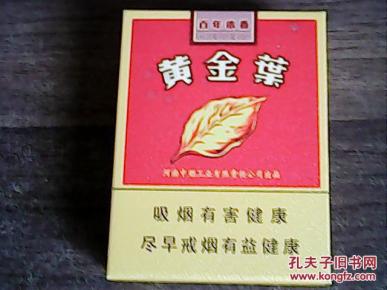 百年浓香
黄金葉
河南中烟工业有限责任公司出品
吸烟有害健康
尽早戒烟有益健康
孔夫子旧书网